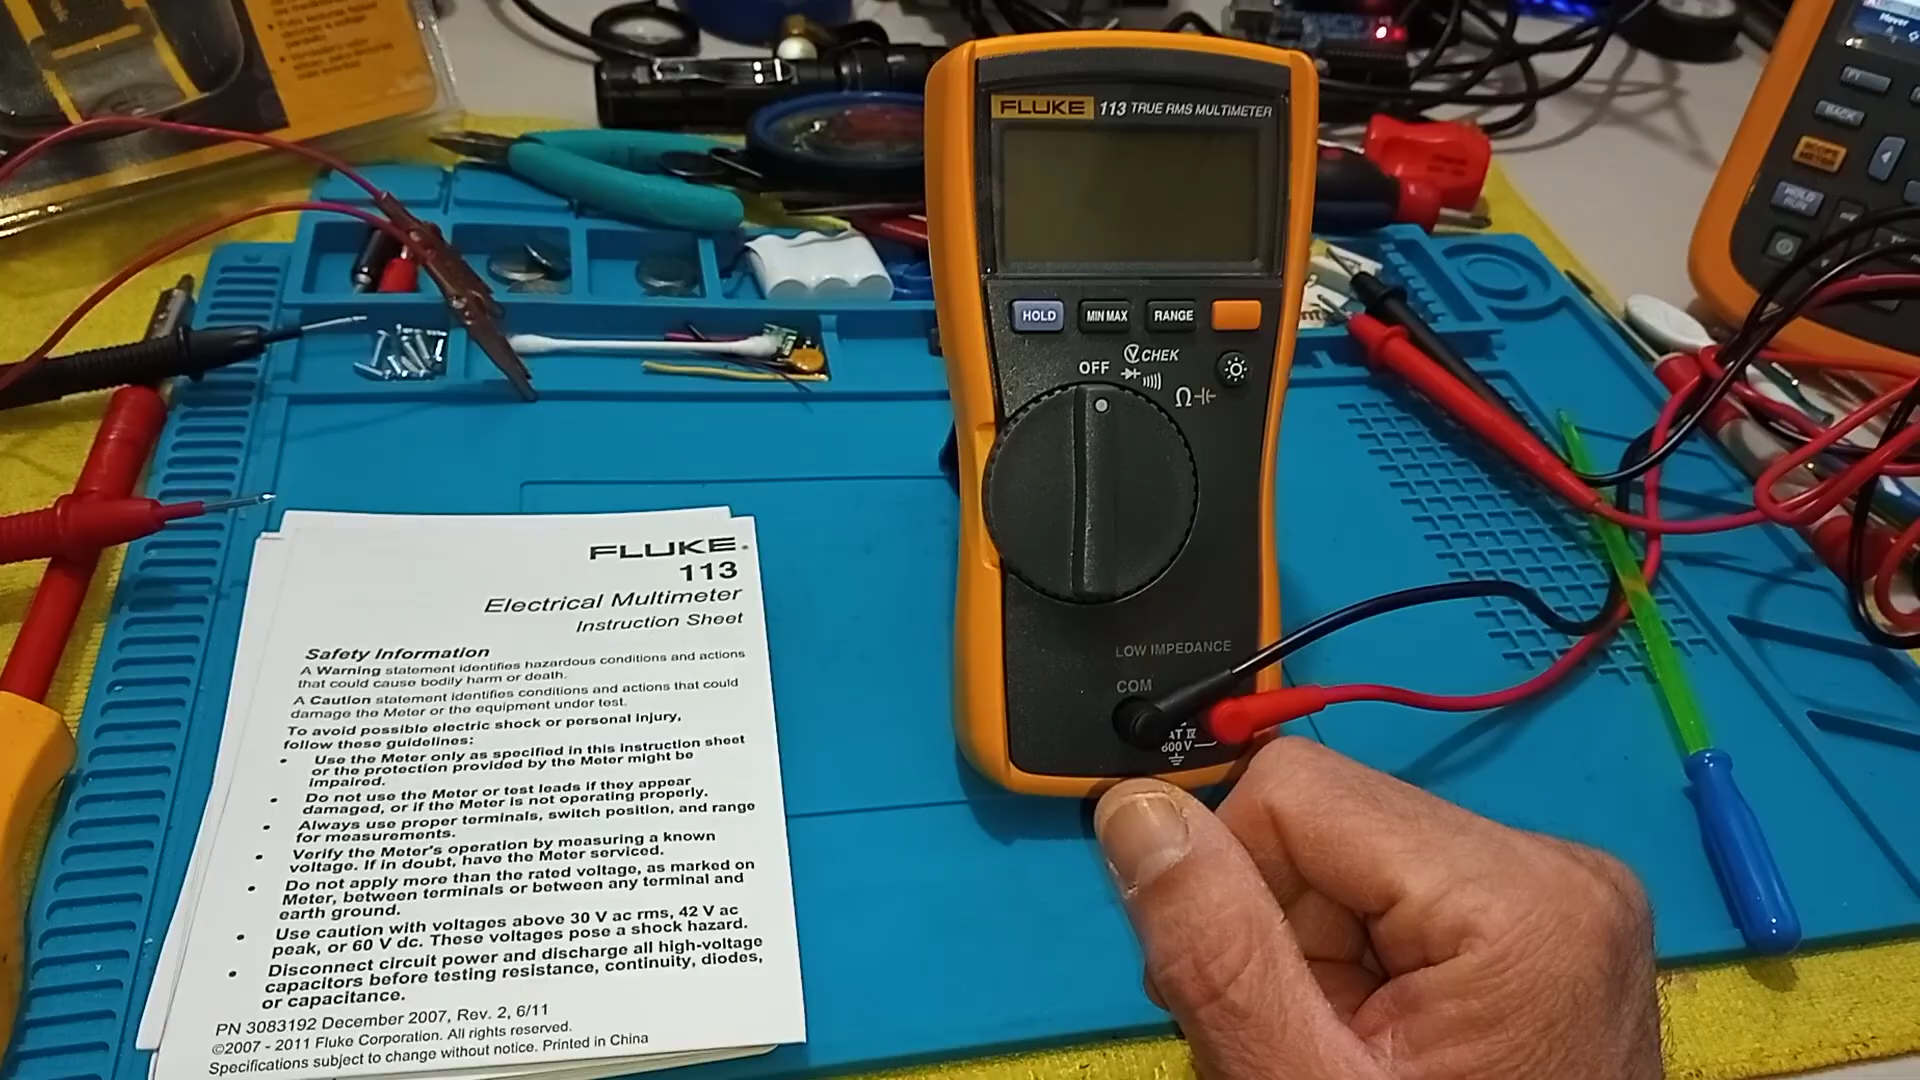 FLUKE 113 TRUE RMS MULTIMETER
HOLD MIN MAX RANGE
OFF
CHEK
Ω
LOW IMPEDANCE
COM
AT IV
600 V
FLUKE®
113
Electrical Multimeter
Instruction Sheet
Safety Information
A Warning statement identifies hazardous conditions and actions
that could cause bodily harm or death.
A Caution statement identifies conditions and actions that could
damage the Meter or the equipment under test.
To avoid possible electric shock or personal injury,
follow these guidelines:
• Use the Meter only as specified in this instruction sheet
or the protection provided by the Meter might be
impaired.
• Do not use the Meter or test leads if they appear
damaged, or if the Meter is not operating properly.
• Always use proper terminals, switch position, and range
for measurements.
• Verify the Meter's operation by measuring a known
voltage. If in doubt, have the Meter serviced.
• Do not apply more than the rated voltage, as marked on
Meter, between terminals or between any terminal and
earth ground.
• Use caution with voltages above 30 V ac rms, 42 V ac
peak, or 60 V dc. These voltages pose a shock hazard.
• Disconnect circuit power and discharge all high-voltage
capacitors before testing resistance, continuity, diodes,
or capacitance.
PN 3083192 December 2007, Rev. 2, 6/11
©2007 - 2011 Fluke Corporation. All rights reserved.
Specifications subject to change without notice. Printed in China
F1
BACK
SCOPE
METER
HOLD
RUN